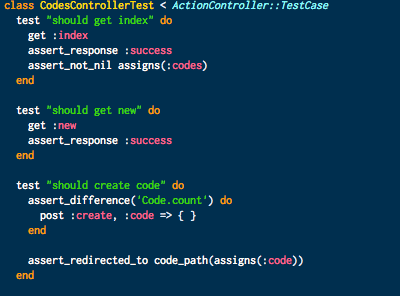 class CodesControllerTest < ActionController::TestCase
  test "should get index" do
    get :index
    assert_response :success
    assert_not_nil assigns(:codes)
  end

  test "should get new" do
    get :new
    assert_response :success
  end

  test "should create code" do
    assert_difference('Code.count') do
      post :create, :code => { }
    end

    assert_redirected_to code_path(assigns(:code))
  end